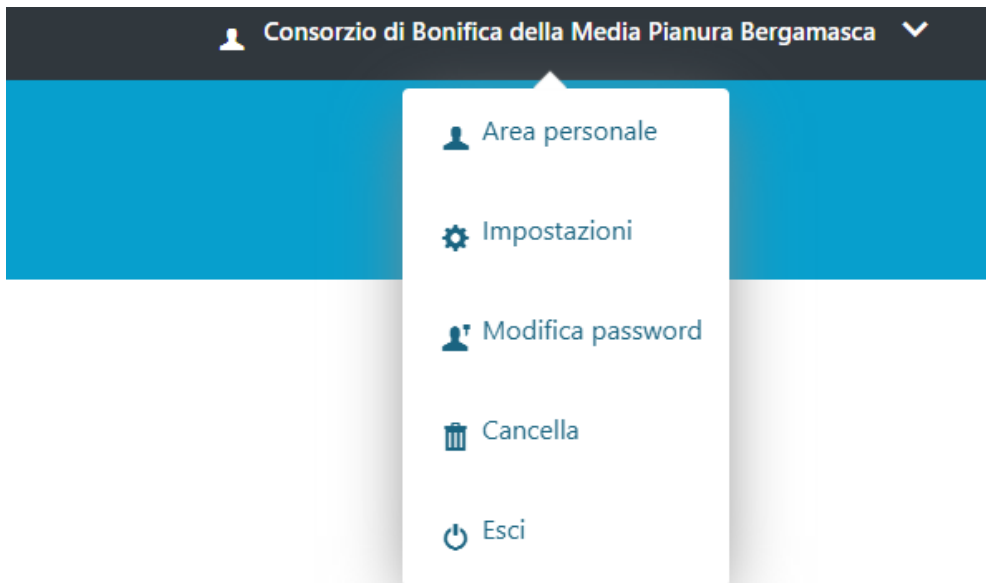 Consorzio di Bonifica della Media Pianura Bergamasca
Area personale
Impostazioni
Modifica password
Cancella
Esci